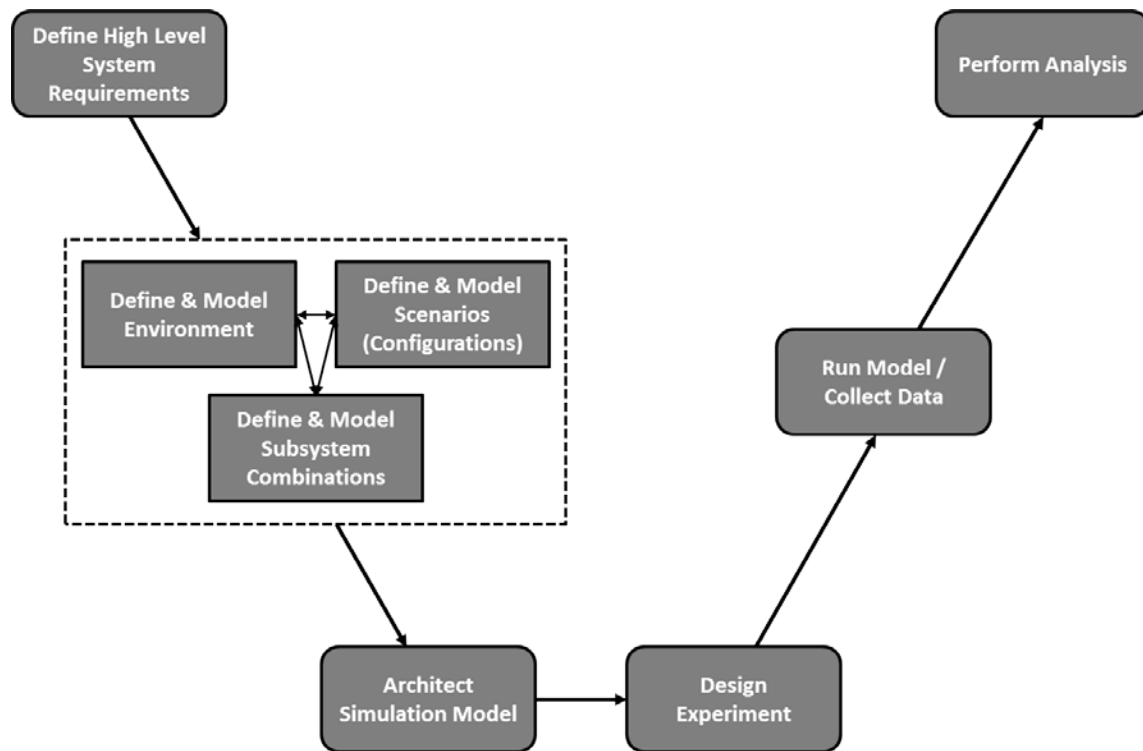 Define High Level
System
Requirements
Perform Analysis
Define & Model
Environment
Define & Model
Scenarios
(Configurations)
Define & Model
Subsystem
Combinations
Run Model /
Collect Data
Architect
Simulation Model
Design
Experiment